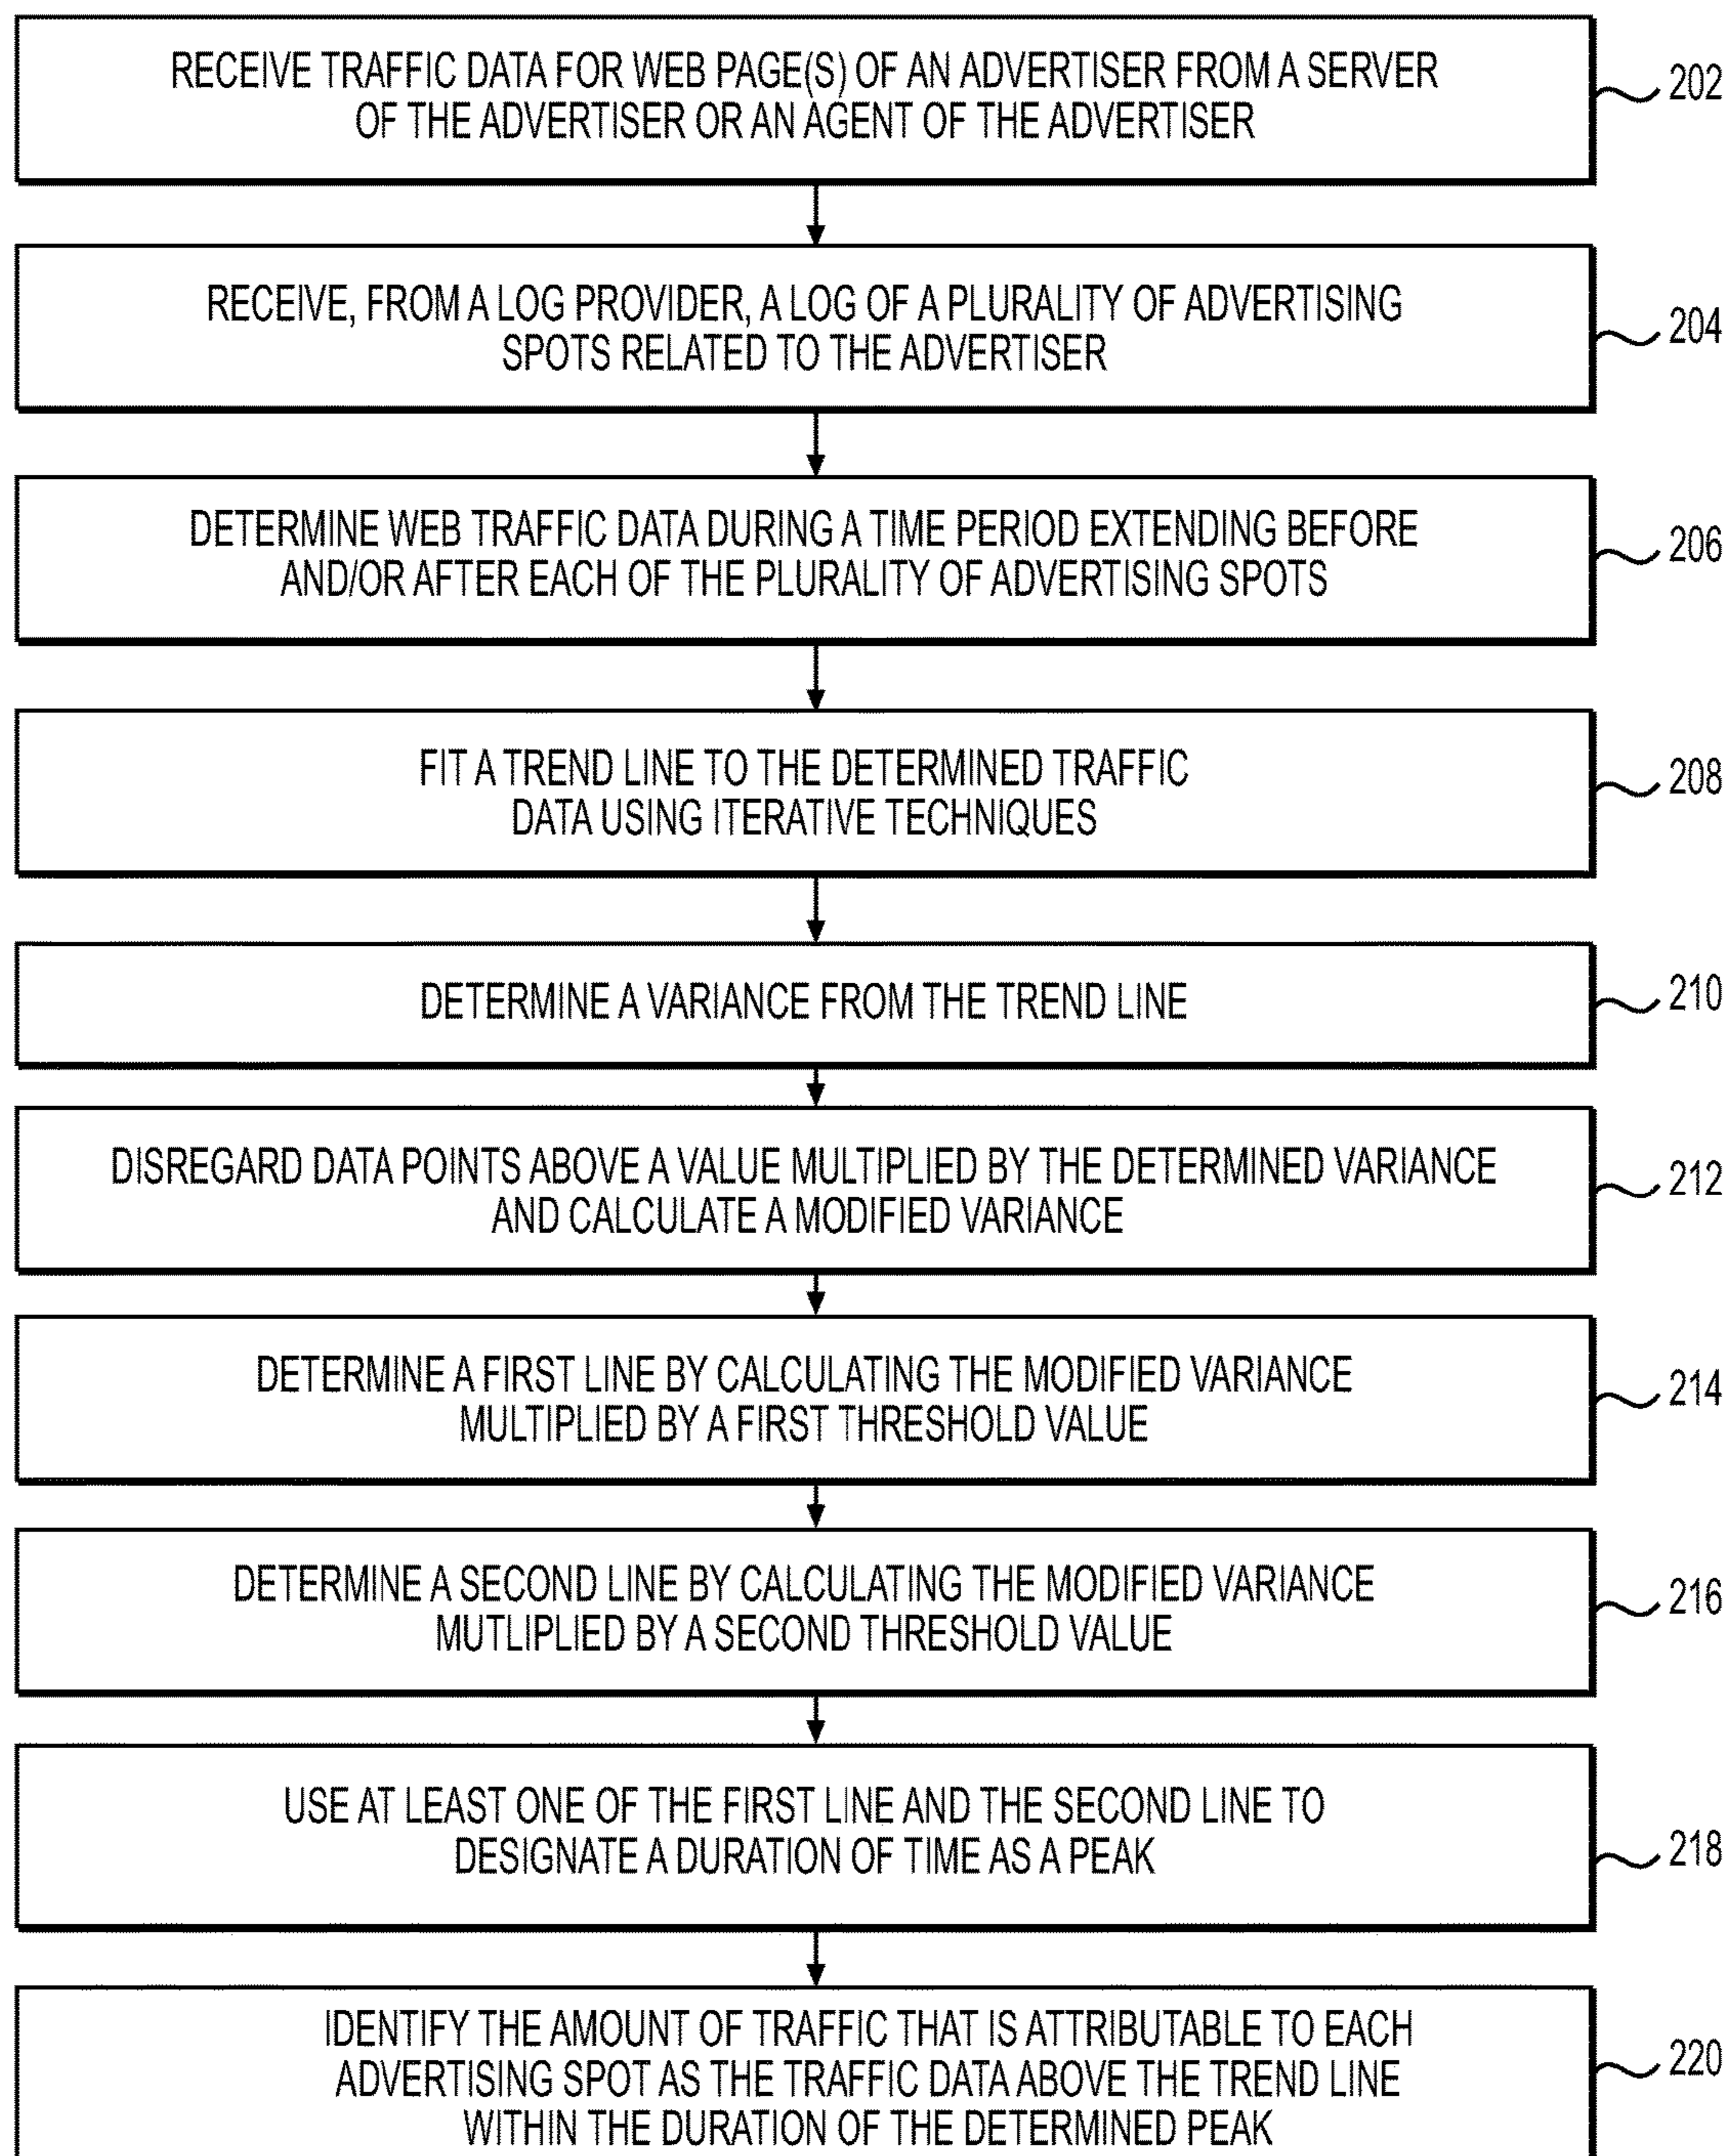 RECEIVE TRAFFIC DATA FOR WEB PAGE(S) OF AN ADVERTISER FROM A SERVER
OF THE ADVERTISER OR AN AGENT OF THE ADVERTISER
202
RECEIVE, FROM A LOG PROVIDER, A LOG OF A PLURALITY OF ADVERTISING
SPOTS RELATED TO THE ADVERTISER
204
DETERMINE WEB TRAFFIC DATA DURING A TIME PERIOD EXTENDING BEFORE
AND/OR AFTER EACH OF THE PLURALITY OF ADVERTISING SPOTS
206
FIT A TREND LINE TO THE DETERMINED TRAFFIC
DATA USING ITERATIVE TECHNIQUES
208
DETERMINE A VARIANCE FROM THE TREND LINE
210
DISREGARD DATA POINTS ABOVE A VALUE MULTIPLIED BY THE DETERMINED VARIANCE
AND CALCULATE A MODIFIED VARIANCE
212
DETERMINE A FIRST LINE BY CALCULATING THE MODIFIED VARIANCE
MULTIPLIED BY A FIRST THRESHOLD VALUE
214
DETERMINE A SECOND LINE BY CALCULATING THE MODIFIED VARIANCE
MUTLIPLIED BY A SECOND THRESHOLD VALUE
216
USE AT LEAST ONE OF THE FIRST LINE AND THE SECOND LINE TO
DESIGNATE A DURATION OF TIME AS A PEAK
218
IDENTIFY THE AMOUNT OF TRAFFIC THAT IS ATTRIBUTABLE TO EACH
ADVERTISING SPOT AS THE TRAFFIC DATA ABOVE THE TREND LINE
WITHIN THE DURATION OF THE DETERMINED PEAK
220